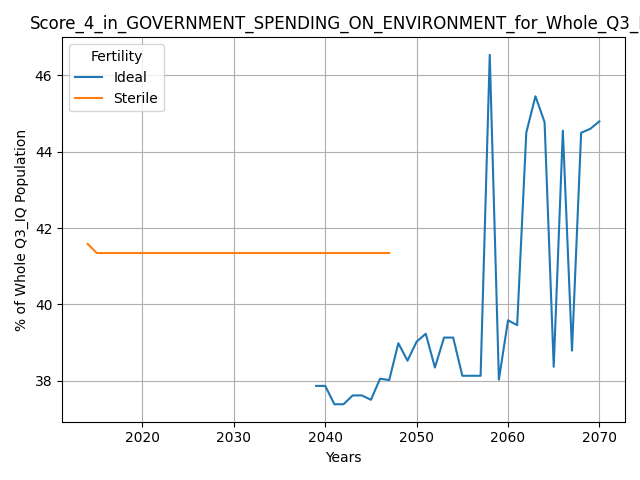 Score_4_in_GOVERNMENT_SPENDING_ON_ENVIRONMENT_for_Whole_Q3_
Fertility
Ideal
Sterile
46
44
42
40
38
% of Whole Q3_IQ Population
2020 2030 2040 2050 2060 2070
Years